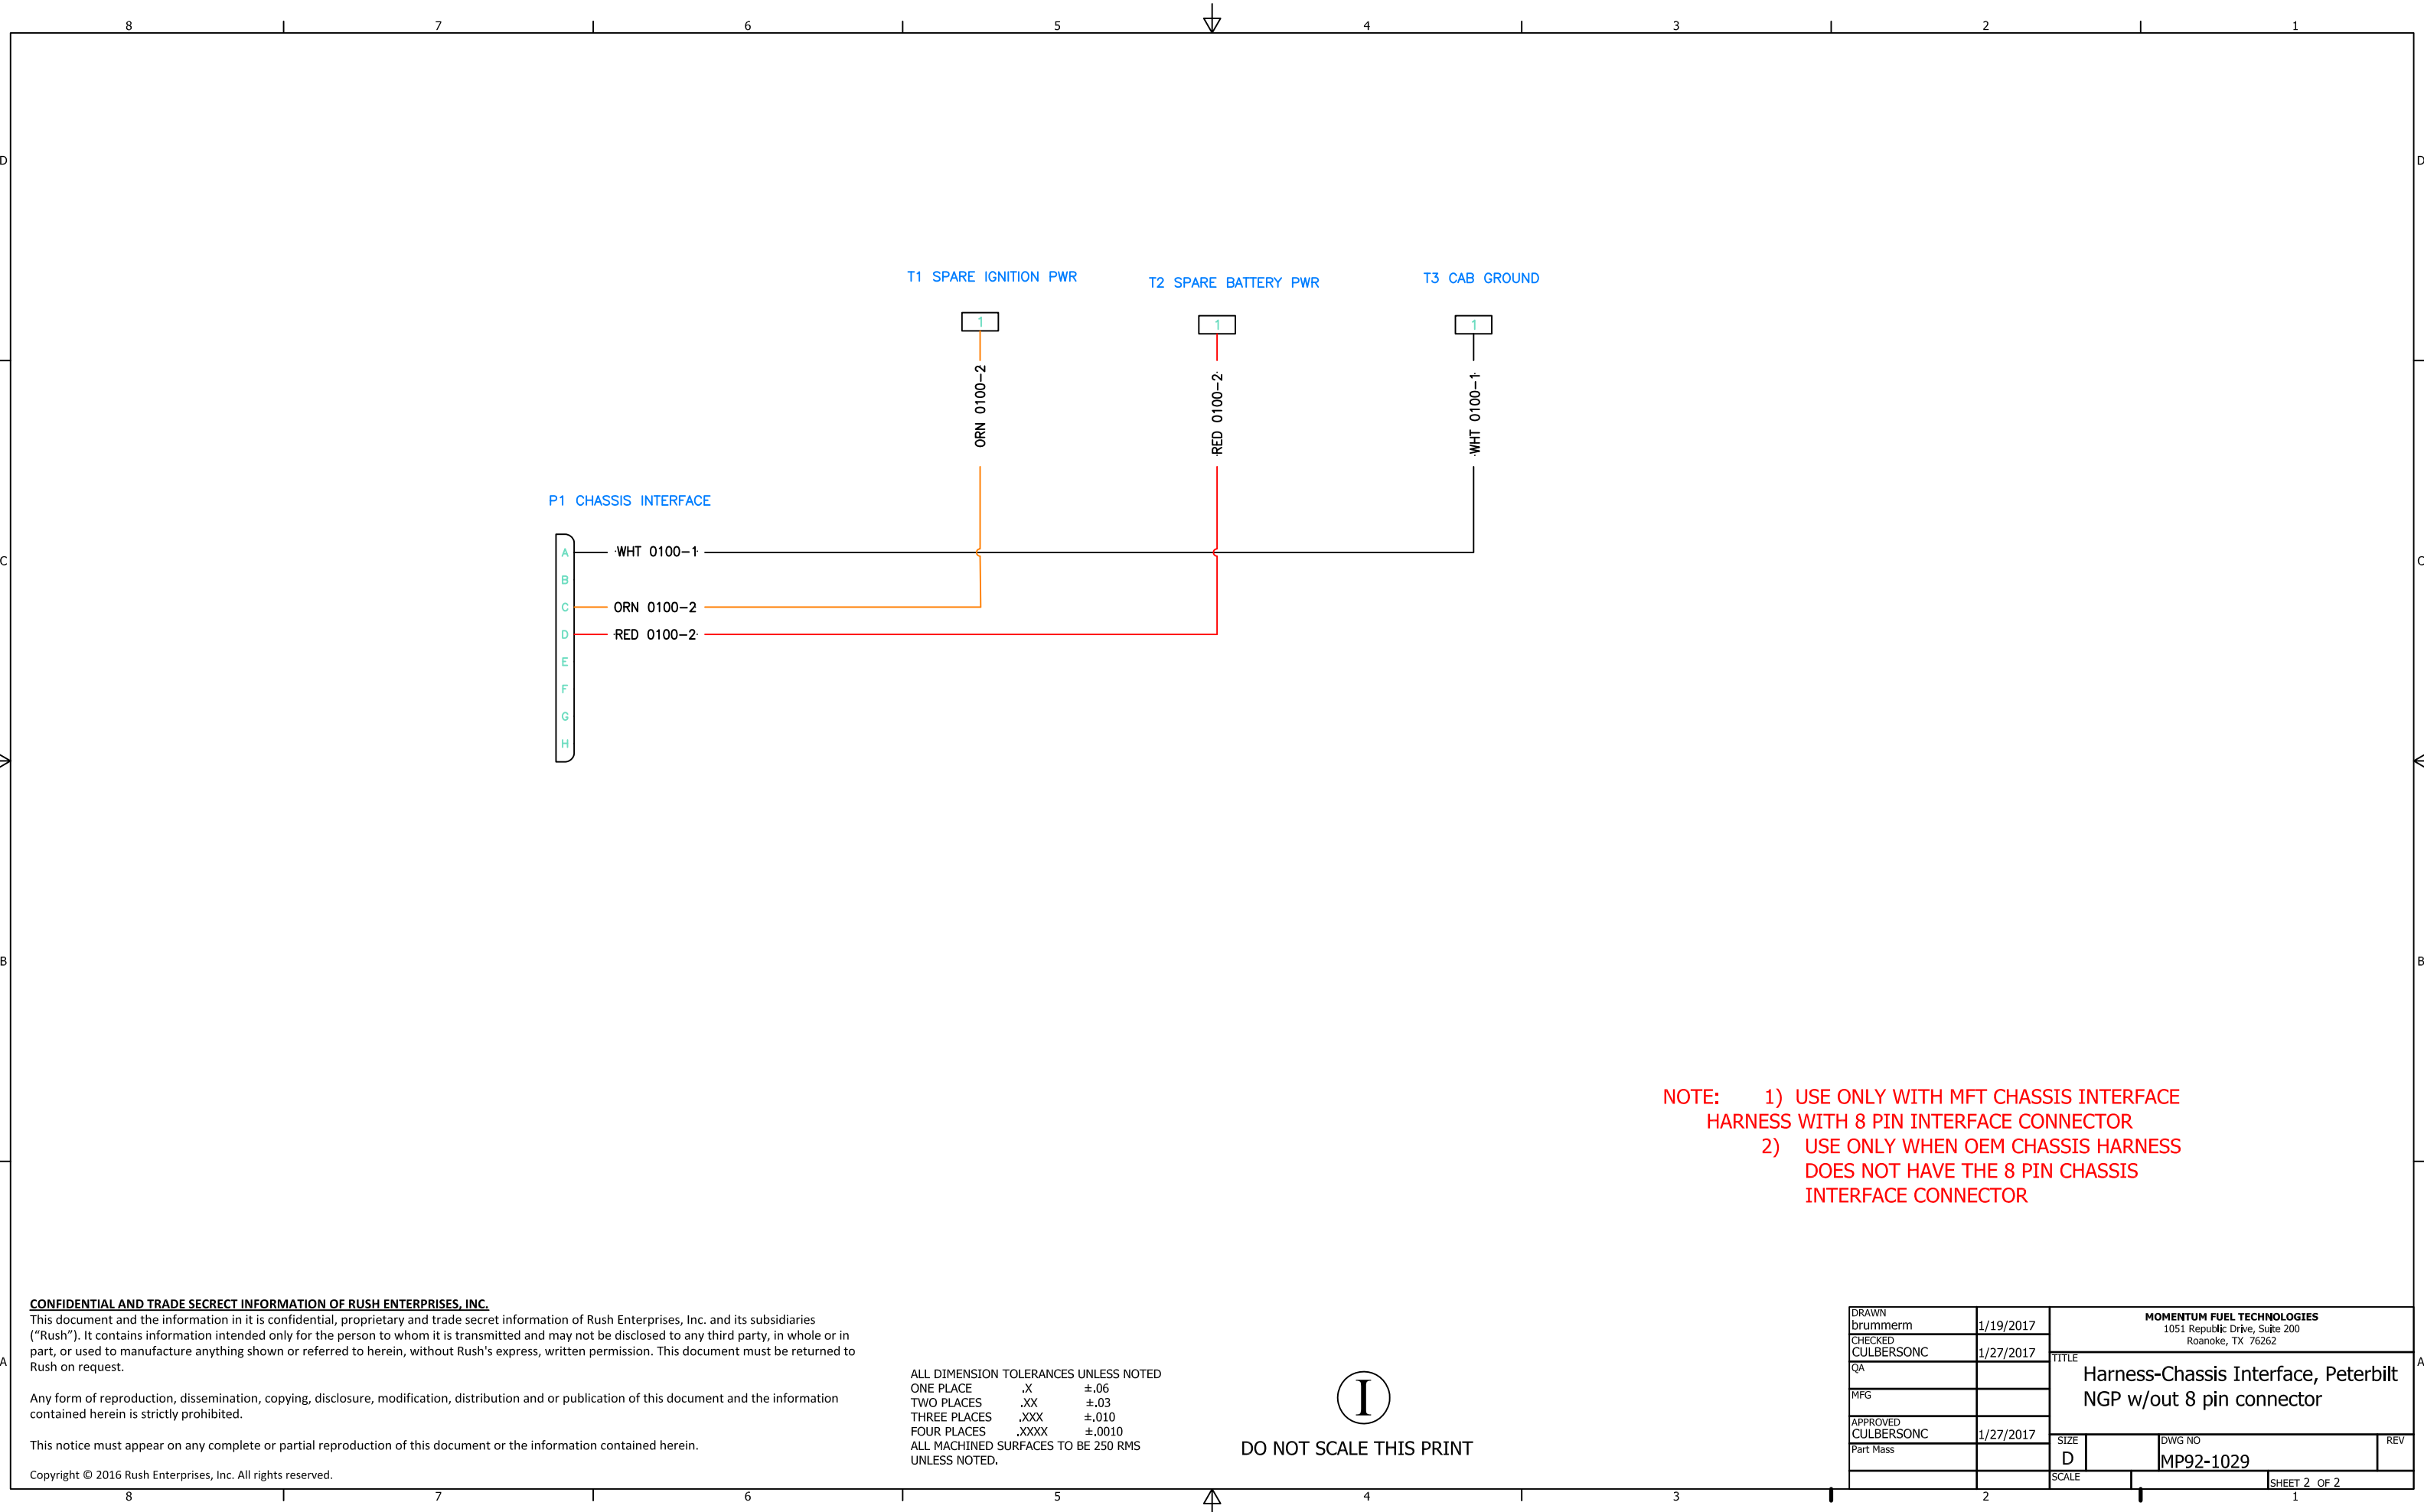 8 7 6 5 4 3 2 1
D D
T1 SPARE IGNITION PWR
T2 SPARE BATTERY PWR
T3 CAB GROUND
1 1 1
ORN 0100-2
RED 0100-2
WHT 0100-1
P1 CHASSIS INTERFACE
A WHT 0100-1
B
C ORN 0100-2
D RED 0100-2
E
F
G
H
C C
B B
NOTE: 1) USE ONLY WITH MFT CHASSIS INTERFACE
HARNESS WITH 8 PIN INTERFACE CONNECTOR
2) USE ONLY WHEN OEM CHASSIS HARNESS
DOES NOT HAVE THE 8 PIN CHASSIS
INTERFACE CONNECTOR
A A
CONFIDENTIAL AND TRADE SECRECT INFORMATION OF RUSH ENTERPRISES, INC.
This document and the information in it is confidential, proprietary and trade secret information of Rush Enterprises, Inc. and its subsidiaries
(“Rush”). It contains information intended only for the person to whom it is transmitted and may not be disclosed to any third party, in whole or in
part, or used to manufacture anything shown or referred to herein, without Rush's express, written permission. This document must be returned to
Rush on request.
Any form of reproduction, dissemination, copying, disclosure, modification, distribution and or publication of this document and the information
contained herein is strictly prohibited.
This notice must appear on any complete or partial reproduction of this document or the information contained herein.
Copyright © 2016 Rush Enterprises, Inc. All rights reserved.
ALL DIMENSION TOLERANCES UNLESS NOTED
ONE PLACE .X ±.06
TWO PLACES .XX ±.03
THREE PLACES .XXX ±.010
FOUR PLACES .XXXX ±.0010
ALL MACHINED SURFACES TO BE 250 RMS
UNLESS NOTED.
I
DO NOT SCALE THIS PRINT
DRAWN
brummerm 1/19/2017
CHECKED
CULBERSONC 1/27/2017
QA
MFG
APPROVED
CULBERSONC 1/27/2017
Part Mass
MOMENTUM FUEL TECHNOLOGIES
1051 Republic Drive, Suite 200
Roanoke, TX 76262
TITLE
Harness-Chassis Interface, Peterbilt
NGP w/out 8 pin connector
SIZE
D
DWG NO
MP92-1029
REV
SCALE
SHEET 2 OF 2
8 7 6 5 4 3 2 1